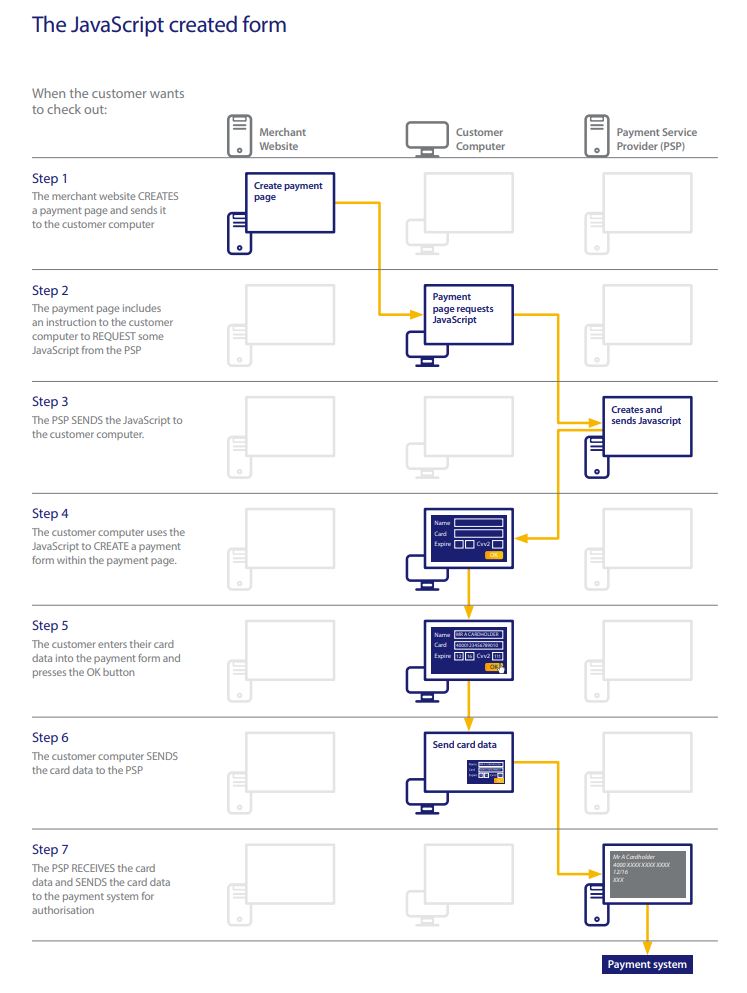 The JavaScript created form
When the customer wants
to check out:
Merchant
Website
Customer
Computer
Payment Service
Provider (PSP)
Step 1
The merchant website CREATES
a payment page and sends it
to the customer computer
Create payment
page
Step 2
The payment page includes
an instruction to the customer
computer to REQUEST some
JavaScript from the PSP
Payment
page requests
JavaScript
Step 3
The PSP SENDS the JavaScript to
the customer computer.
Creates and
sends Javascript
Step 4
The customer computer uses the
JavaScript to CREATE a payment
form within the payment page.
Name
Card
Expire Cvv2
OK
Step 5
The customer enters their card
data into the payment form and
presses the OK button
Name MR A CARDHOLDER
Card 4000123456789010
Expire 12 16 Cvv2 111
OK
Step 6
The customer computer SENDS
the card data to the PSP
Send card data
Step 7
The PSP RECEIVES the card
data and SENDS the card data
to the payment system for
authorisation
Mr A Cardholder
4000 XXXX XXXX XXXX
12/16
XXX
Payment system